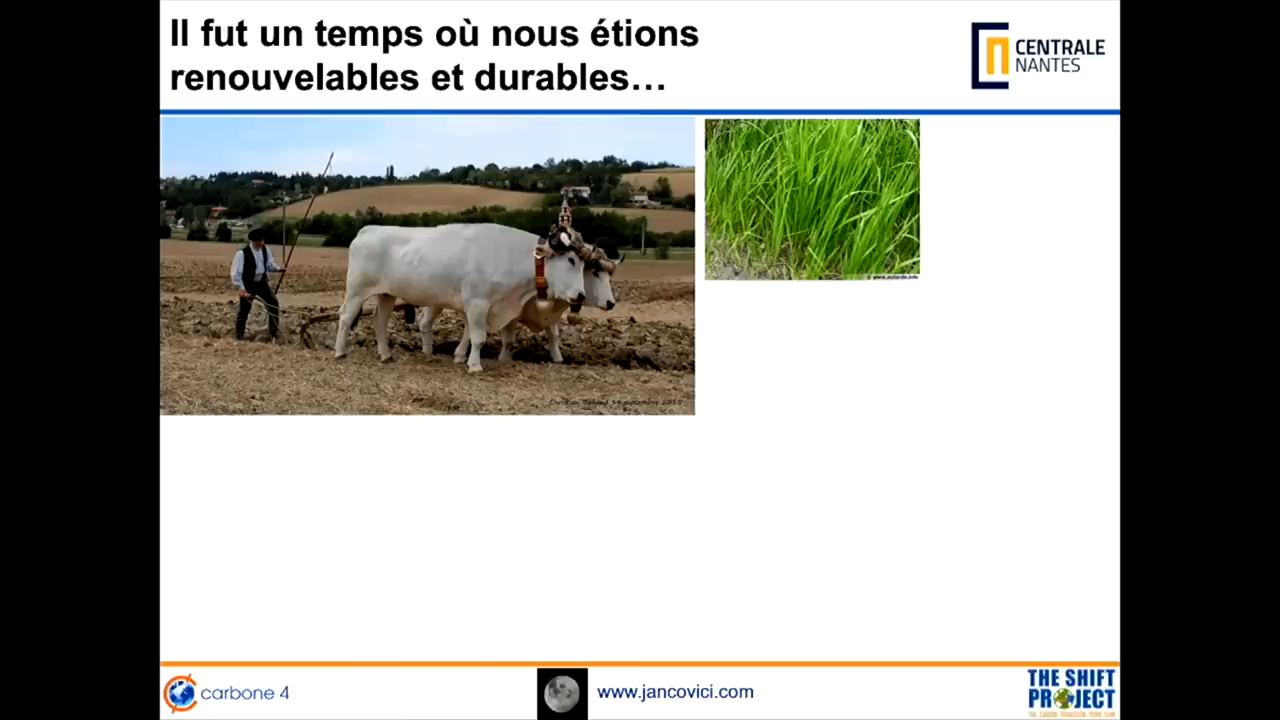 Il fut un temps où nous étions
renouvelables et durables…
CENTRALE
NANTES
carbone 4
www.jancovici.com
THE SHIFT
PROJECT